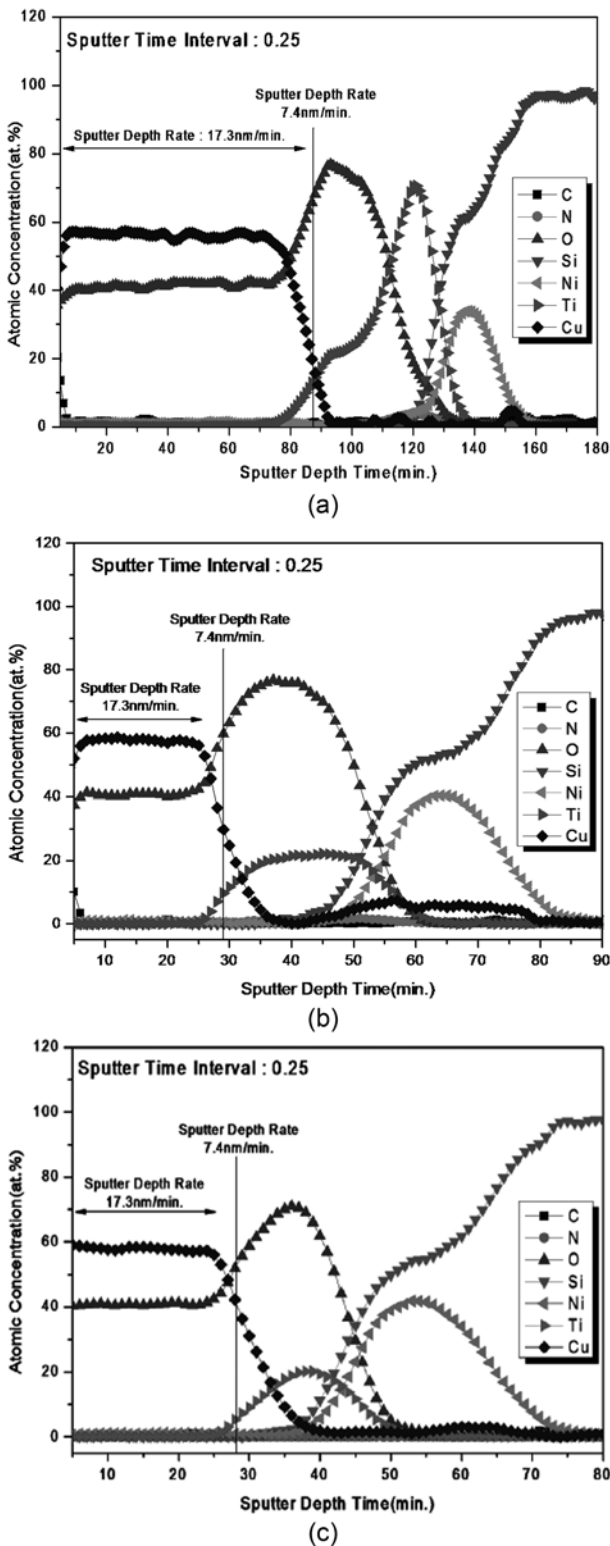 120
100
80
60
40
20
0
Atomic Concentration(at.%)
Sputter Time Interval : 0.25
Sputter Depth Rate
7.4nm/min.
Sputter Depth Rate : 17.3nm/min.
C
N
O
Si
Ni
Ti
Cu
20 40 60 80 100 120 140 160 180
Sputter Depth Time(min.)
(a)
120
100
80
60
40
20
0
Atomic Concentration(at.%)
Sputter Time Interval : 0.25
Sputter Depth Rate
7.4nm/min.
Sputter Depth Rate
17.3nm/min.
C
N
O
Si
Ni
Ti
Cu
10 20 30 40 50 60 70 80 90
Sputter Depth Time(min.)
(b)
120
100
80
60
40
20
0
Atomic Concentration(at.%)
Sputter Time Interval : 0.25
Sputter Depth Rate
7.4nm/min.
Sputter Depth Rate
17.3nm/min.
C
N
O
Si
Ni
Ti
Cu
10 20 30 40 50 60 70 80
Sputter Depth Time(min.)
(c)